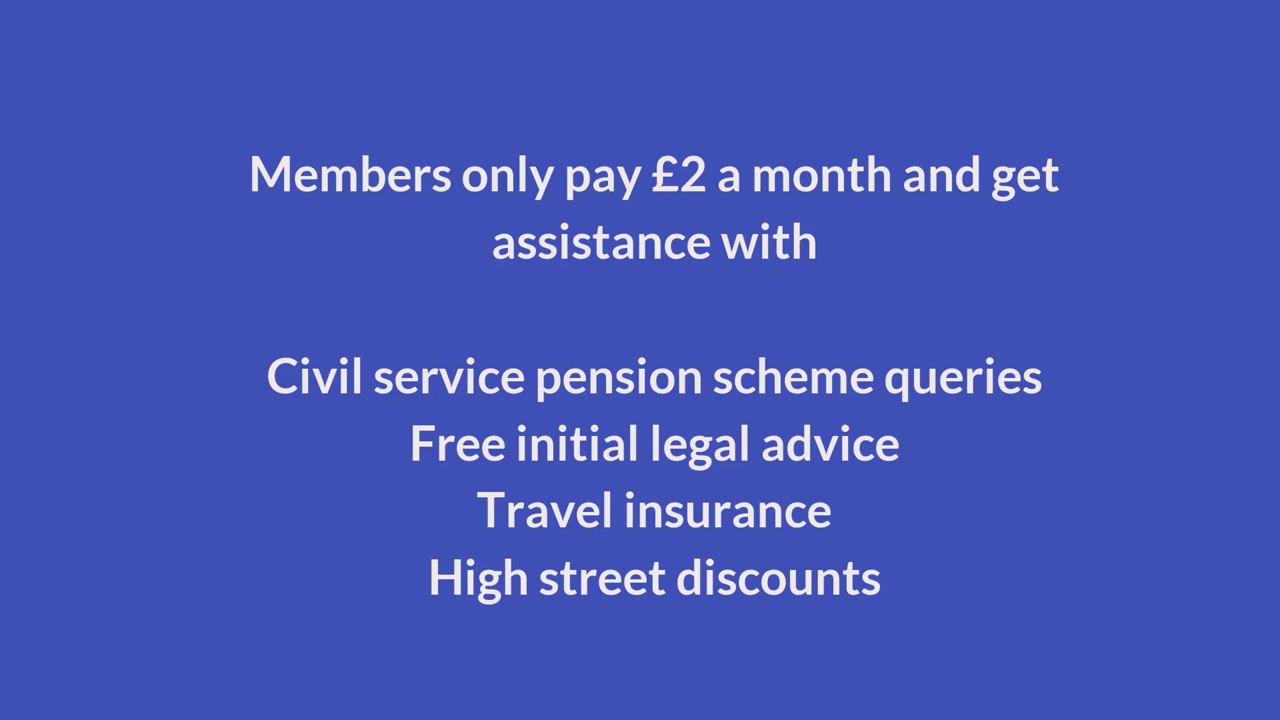 Members only pay £2 a month and get
assistance with
Civil service pension scheme queries
Free initial legal advice
Travel insurance
High street discounts